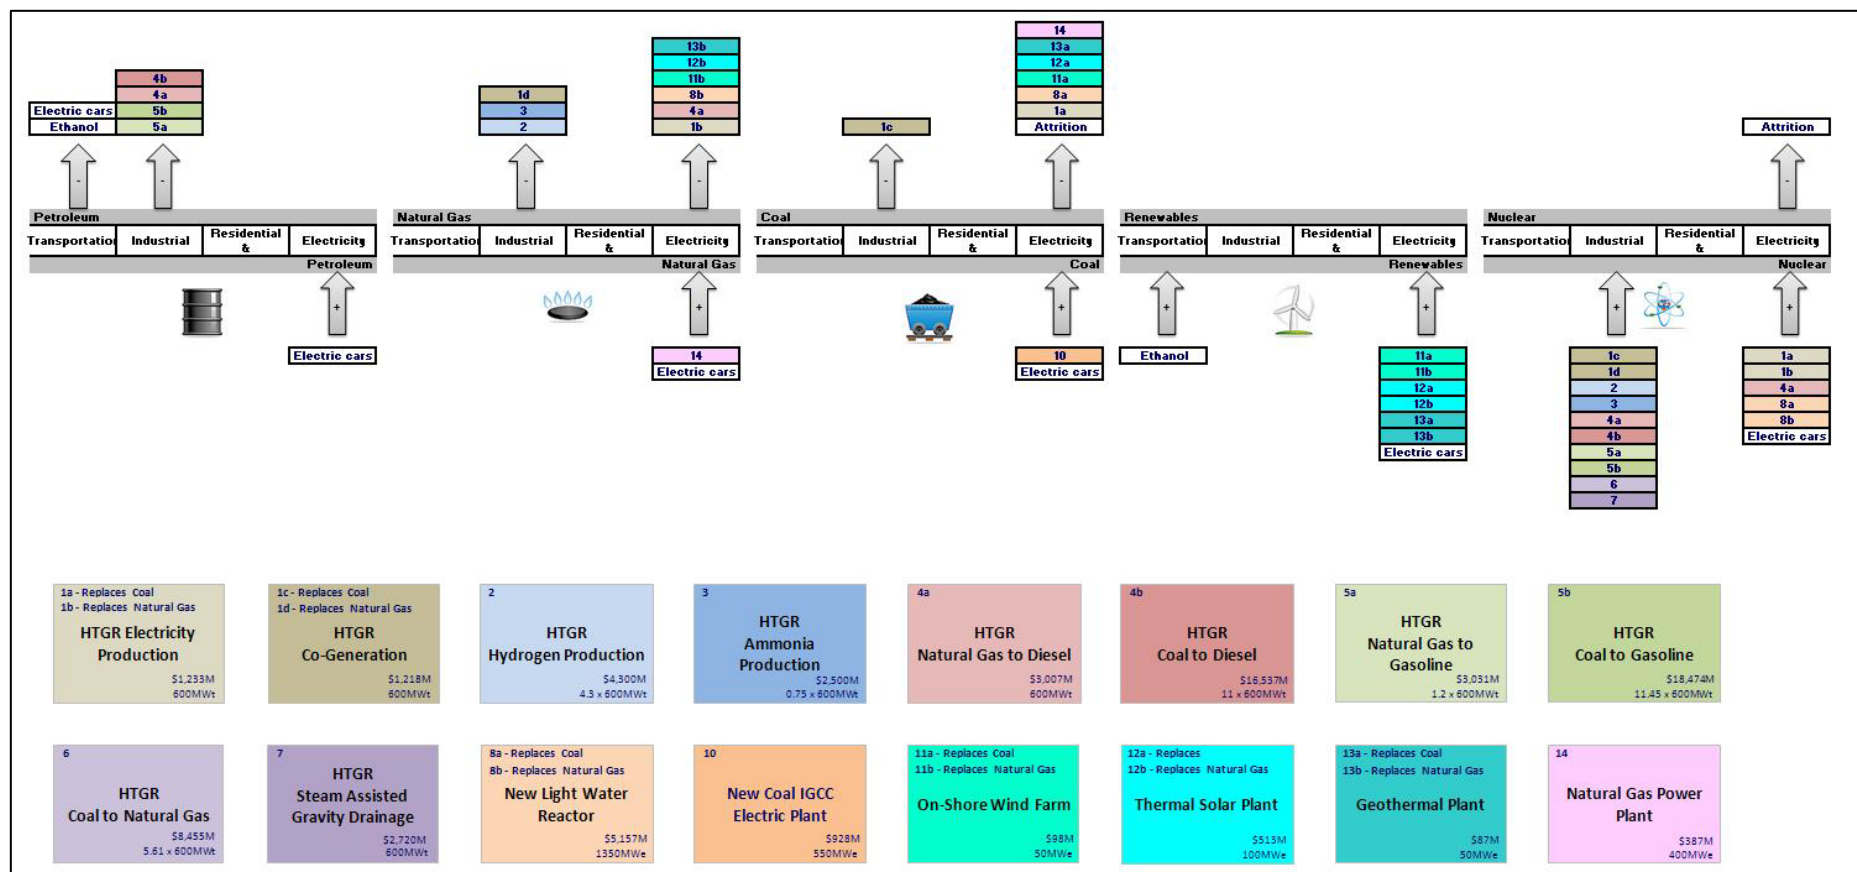 14
13b
13a
12b
12a
4b
11b
11a
4a
1d
8b
8a
Electric cars
5b
3
4a
1a
Ethanol
5a
2
1b
1c
Attrition
Attrition
-
-
-
-
-
-
-
Petroleum
Natural Gas
Coal
Renewables
Nuclear
Transportation
Industrial
Residential &
Electricity
Transportation
Industrial
Residential &
Electricity
Transportation
Industrial
Residential &
Electricity
Transportation
Industrial
Residential &
Electricity
Transportation
Industrial
Residential &
Electricity
Petroleum
Natural Gas
Coal
Renewables
Nuclear
+
+
+
+
+
+
+
Electric cars
14
Electric cars
10
Electric cars
Ethanol
11a
11b
12a
12b
13a
13b
Electric cars
1c
1d
2
3
4a
4b
5a
5b
6
7
1a
1b
4a
8a
8b
Electric cars
1a - Replaces Coal
1b - Replaces Natural Gas
HTGR Electricity
Production
$1,233M
600MWt
1c - Replaces Coal
1d - Replaces Natural Gas
HTGR
Co-Generation
$1,218M
600MWt
2
HTGR
Hydrogen Production
$4,300M
4.3 x 600MWt
3
HTGR
Ammonia
Production
$2,500M
0.75 x 600MWt
4a
HTGR
Natural Gas to Diesel
$3,007M
600MWt
4b
HTGR
Coal to Diesel
$16,537M
11 x 600MWt
5a
HTGR
Natural Gas to
Gasoline
$3,031M
1.2 x 600MWt
5b
HTGR
Coal to Gasoline
$18,474M
11.45 x 600MWt
6
HTGR
Coal to Natural Gas
$8,455M
5.61 x 600MWt
7
HTGR
Steam Assisted
Gravity Drainage
$2,720M
600MWt
8a - Replaces Coal
8b - Replaces Natural Gas
New Light Water
Reactor
$5,157M
1350MWe
10
New Coal IGCC
Electric Plant
$928M
550MWe
11a - Replaces Coal
11b - Replaces Natural Gas
On-Shore Wind Farm
$98M
50MWe
12a - Replaces
12b - Replaces Natural Gas
Thermal Solar Plant
$513M
100MWe
13a - Replaces Coal
13b - Replaces Natural Gas
Geothermal Plant
$87M
50MWe
14
Natural Gas Power
Plant
$387M
400MWe